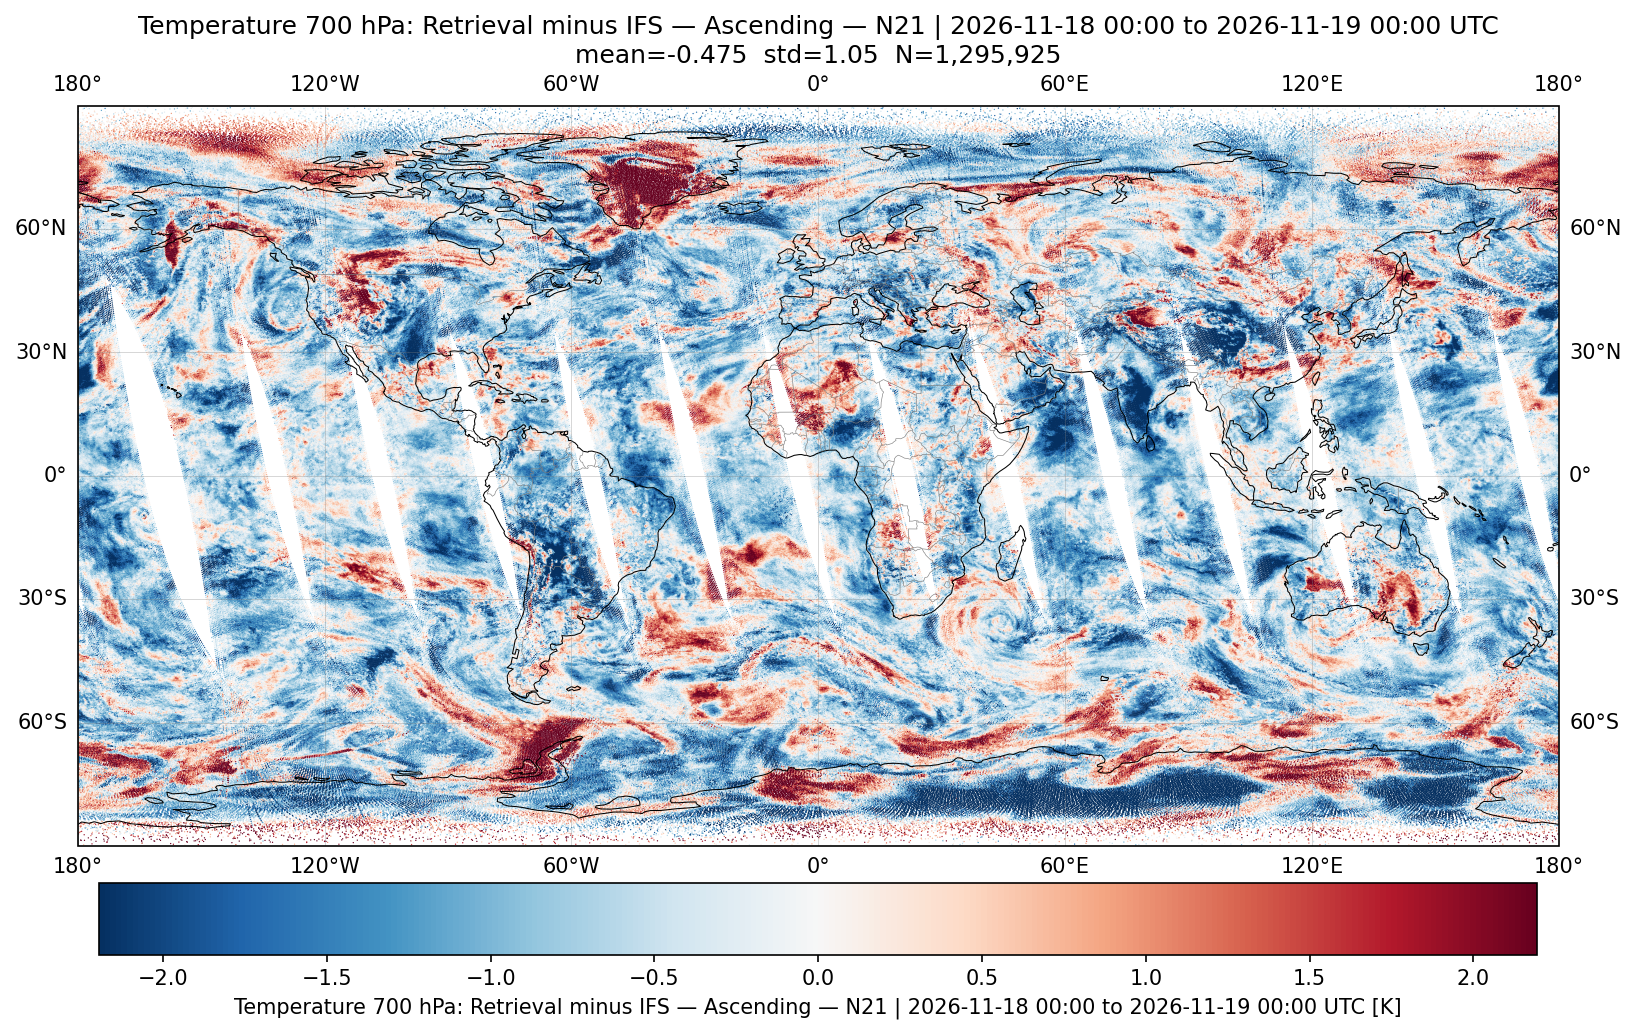 Temperature 700 hPa: Retrieval minus IFS — Ascending — N21 | 2026-11-18 00:00 to 2026-11-19 00:00 UTC
mean=-0.475  std=1.05  N=1,295,925
180° 120°W 60°W 0° 60°E 120°E 180°
60°N 60°N
30°N 30°N
0° 0°
30°S 30°S
60°S 60°S
180° 120°W 60°W 0° 60°E 120°E 180°
−2.0 −1.5 −1.0 −0.5 0.0 0.5 1.0 1.5 2.0
Temperature 700 hPa: Retrieval minus IFS — Ascending — N21 | 2026-11-18 00:00 to 2026-11-19 00:00 UTC [K]